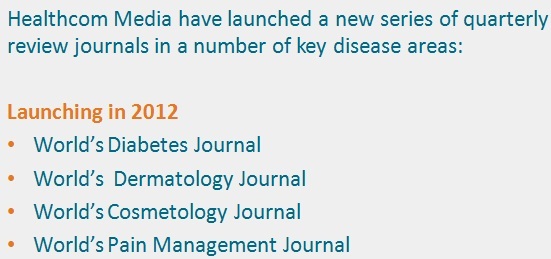 Healthcom Media have launched a new series of quarterly
review journals in a number of key disease areas:
Launching in 2012
• World's Diabetes Journal
• World's Dermatology Journal
• World's Cosmetology Journal
• World's Pain Management Journal